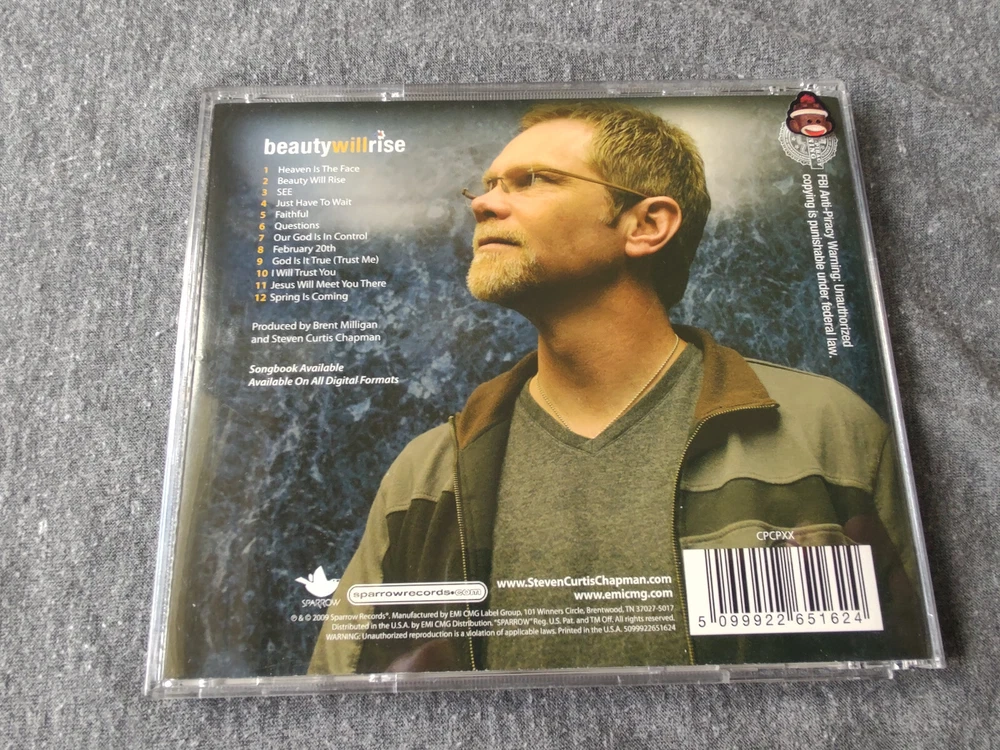 beautywillrise
1 Heaven Is The Face
2 Beauty Will Rise
3 SEE
4 Just Have To Wait
5 Faithful
6 Questions
7 Our God Is In Control
8 February 20th
9 God Is It True (Trust Me)
10 I Will Trust You
11 Jesus Will Meet You There
12 Spring Is Coming
Produced by Brent Milligan
and Steven Curtis Chapman
Songbook Available
Available On All Digital Formats
FBI Anti-Piracy Warning: Unauthorized
copying is punishable under federal law.
CPCPXX
5 099922 651624
SPARROW
sparrowrecords.com
www.StevenCurtisChapman.com
www.emicmg.com
℗ & © 2009 Sparrow Records®. Manufactured by EMI CMG Label Group, 101 Winners Circle, Brentwood, TN 37027-5017.
Distributed in the U.S.A. by EMI CMG Distribution. "SPARROW" Reg. U.S. Pat. and TM Off. All rights reserved.
WARNING: Unauthorized reproduction is a violation of applicable laws. Printed in the U.S.A. 5099922651624